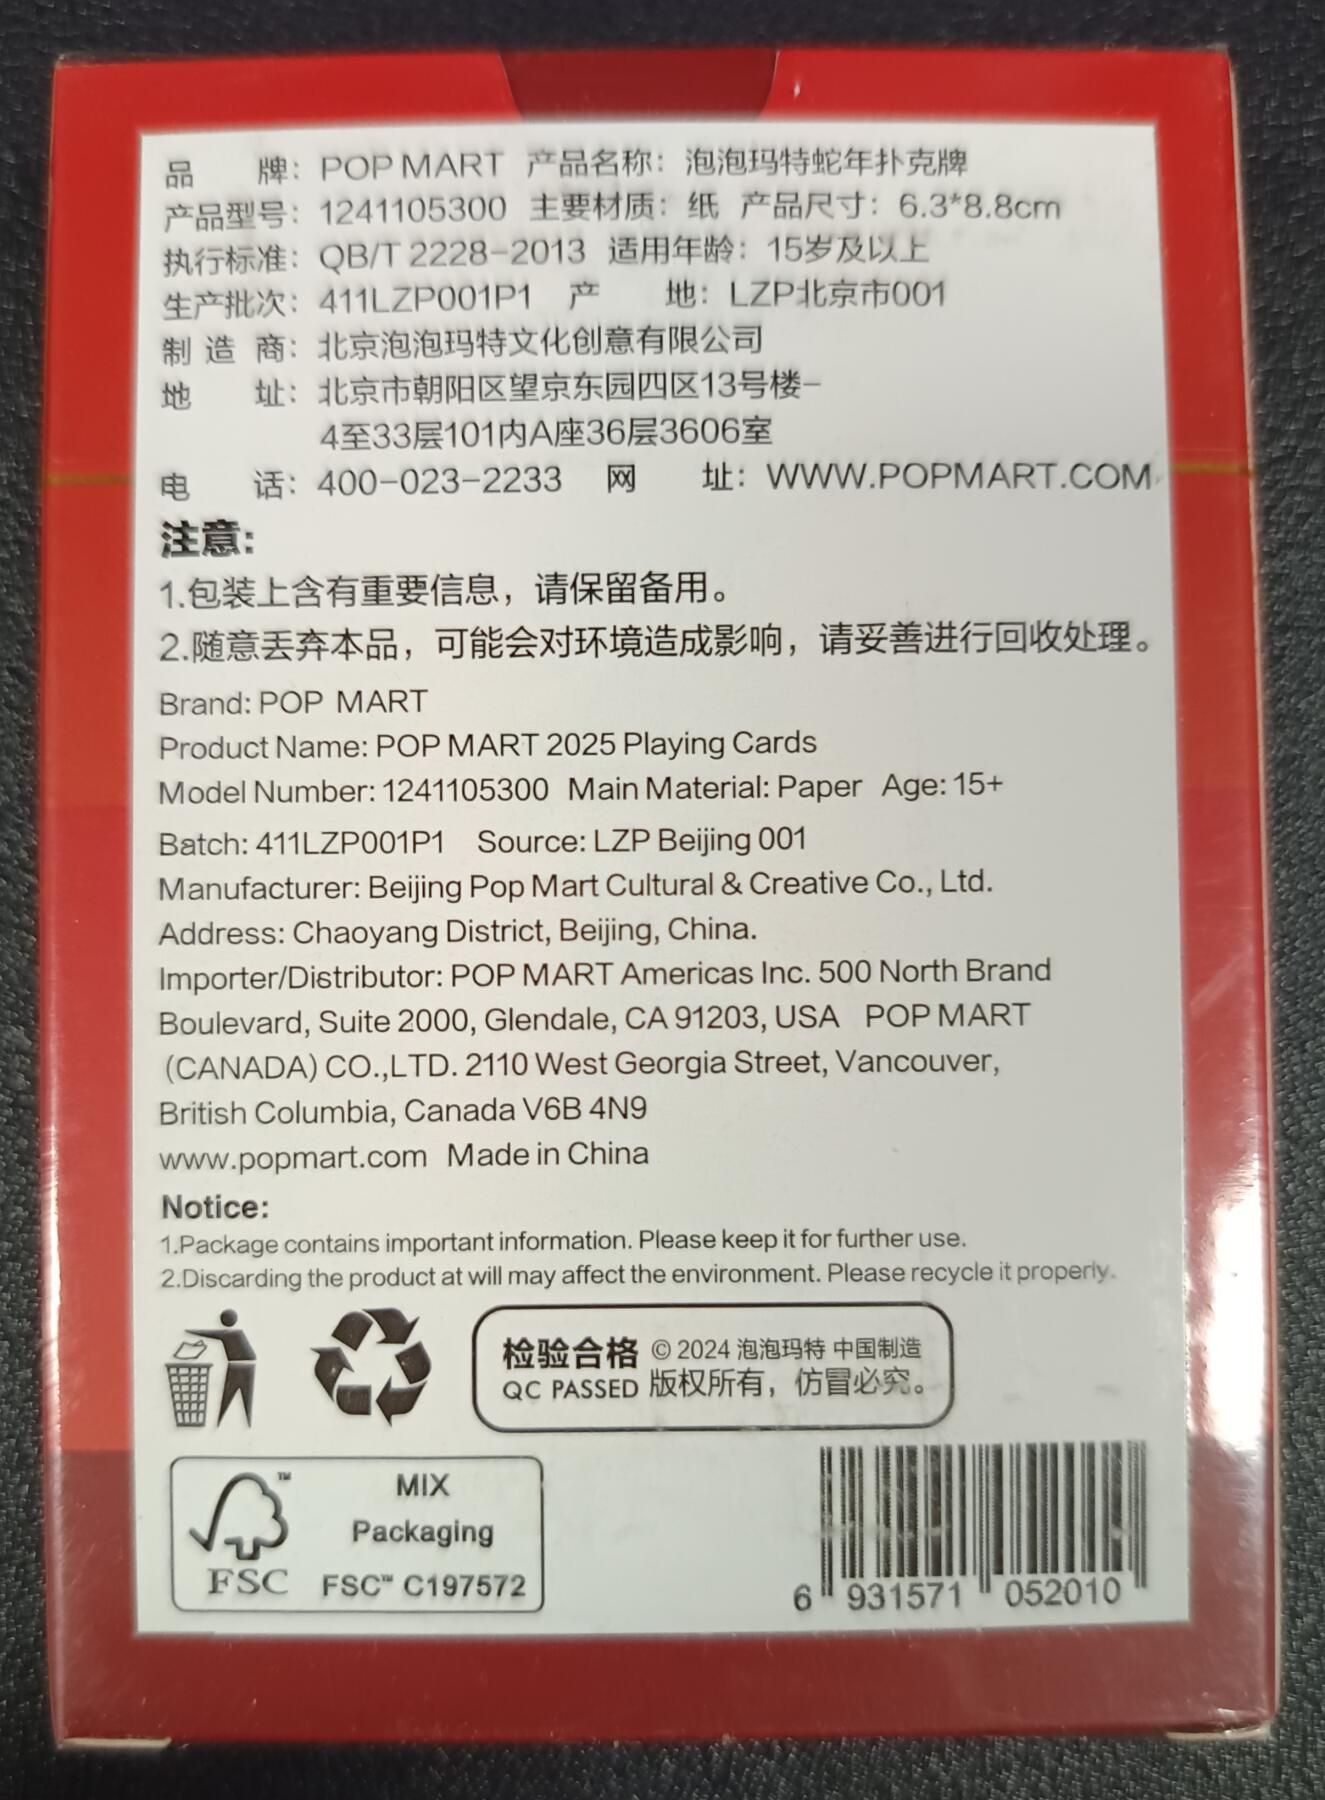 品 牌：POP MART 产品名称：泡泡玛特蛇年扑克牌
产品型号：1241105300 主要材质：纸 产品尺寸：6.3*8.8cm
执行标准：QB/T 2228-2013 适用年龄：15岁及以上
生产批次：411LZP001P1 产 地：LZP北京市001
制 造 商：北京泡泡玛特文化创意有限公司
地 址：北京市朝阳区望京东园四区13号楼-
4至33层101内A座36层3606室
电 话：400-023-2233 网 址：WWW.POPMART.COM
注意:
1.包装上含有重要信息，请保留备用。
2.随意丢弃本品，可能会对环境造成影响，请妥善进行回收处理。
Brand: POP MART
Product Name: POP MART 2025 Playing Cards
Model Number: 1241105300 Main Material: Paper Age: 15+
Batch: 411LZP001P1 Source: LZP Beijing 001
Manufacturer: Beijing Pop Mart Cultural & Creative Co., Ltd.
Address: Chaoyang District, Beijing, China.
Importer/Distributor: POP MART Americas Inc. 500 North Brand
Boulevard, Suite 2000, Glendale, CA 91203, USA POP MART
(CANADA) CO.,LTD. 2110 West Georgia Street, Vancouver,
British Columbia, Canada V6B 4N9
www.popmart.com Made in China
Notice:
1.Package contains important information. Please keep it for further use.
2.Discarding the product at will may affect the environment. Please recycle it properly.
检验合格 © 2024 泡泡玛特 中国制造
QC PASSED 版权所有，仿冒必究。
MIX
Packaging
FSC FSC™ C197572
6 931571 052010